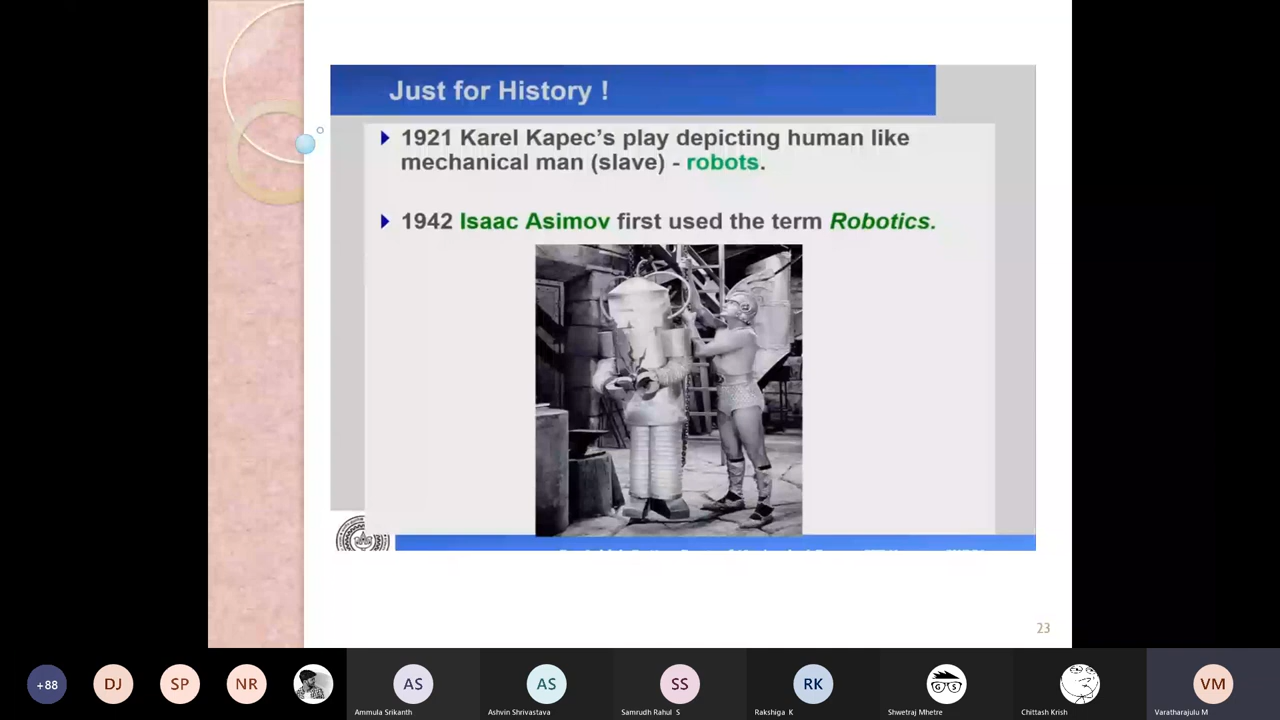 Just for History !
1921 Karel Kapec's play depicting human like
mechanical man (slave) - robots.
1942 Isaac Asimov first used the term Robotics.
23
+88
DJ
SP
NR
AS
AS
SS
RK
GS
VM
Ammula Srikanth
Ashvin Shrivastava
Samrudh Rahul S
Rakshiga K
Shwetraj Mhetre
Chittash Krish
Varatharajulu M